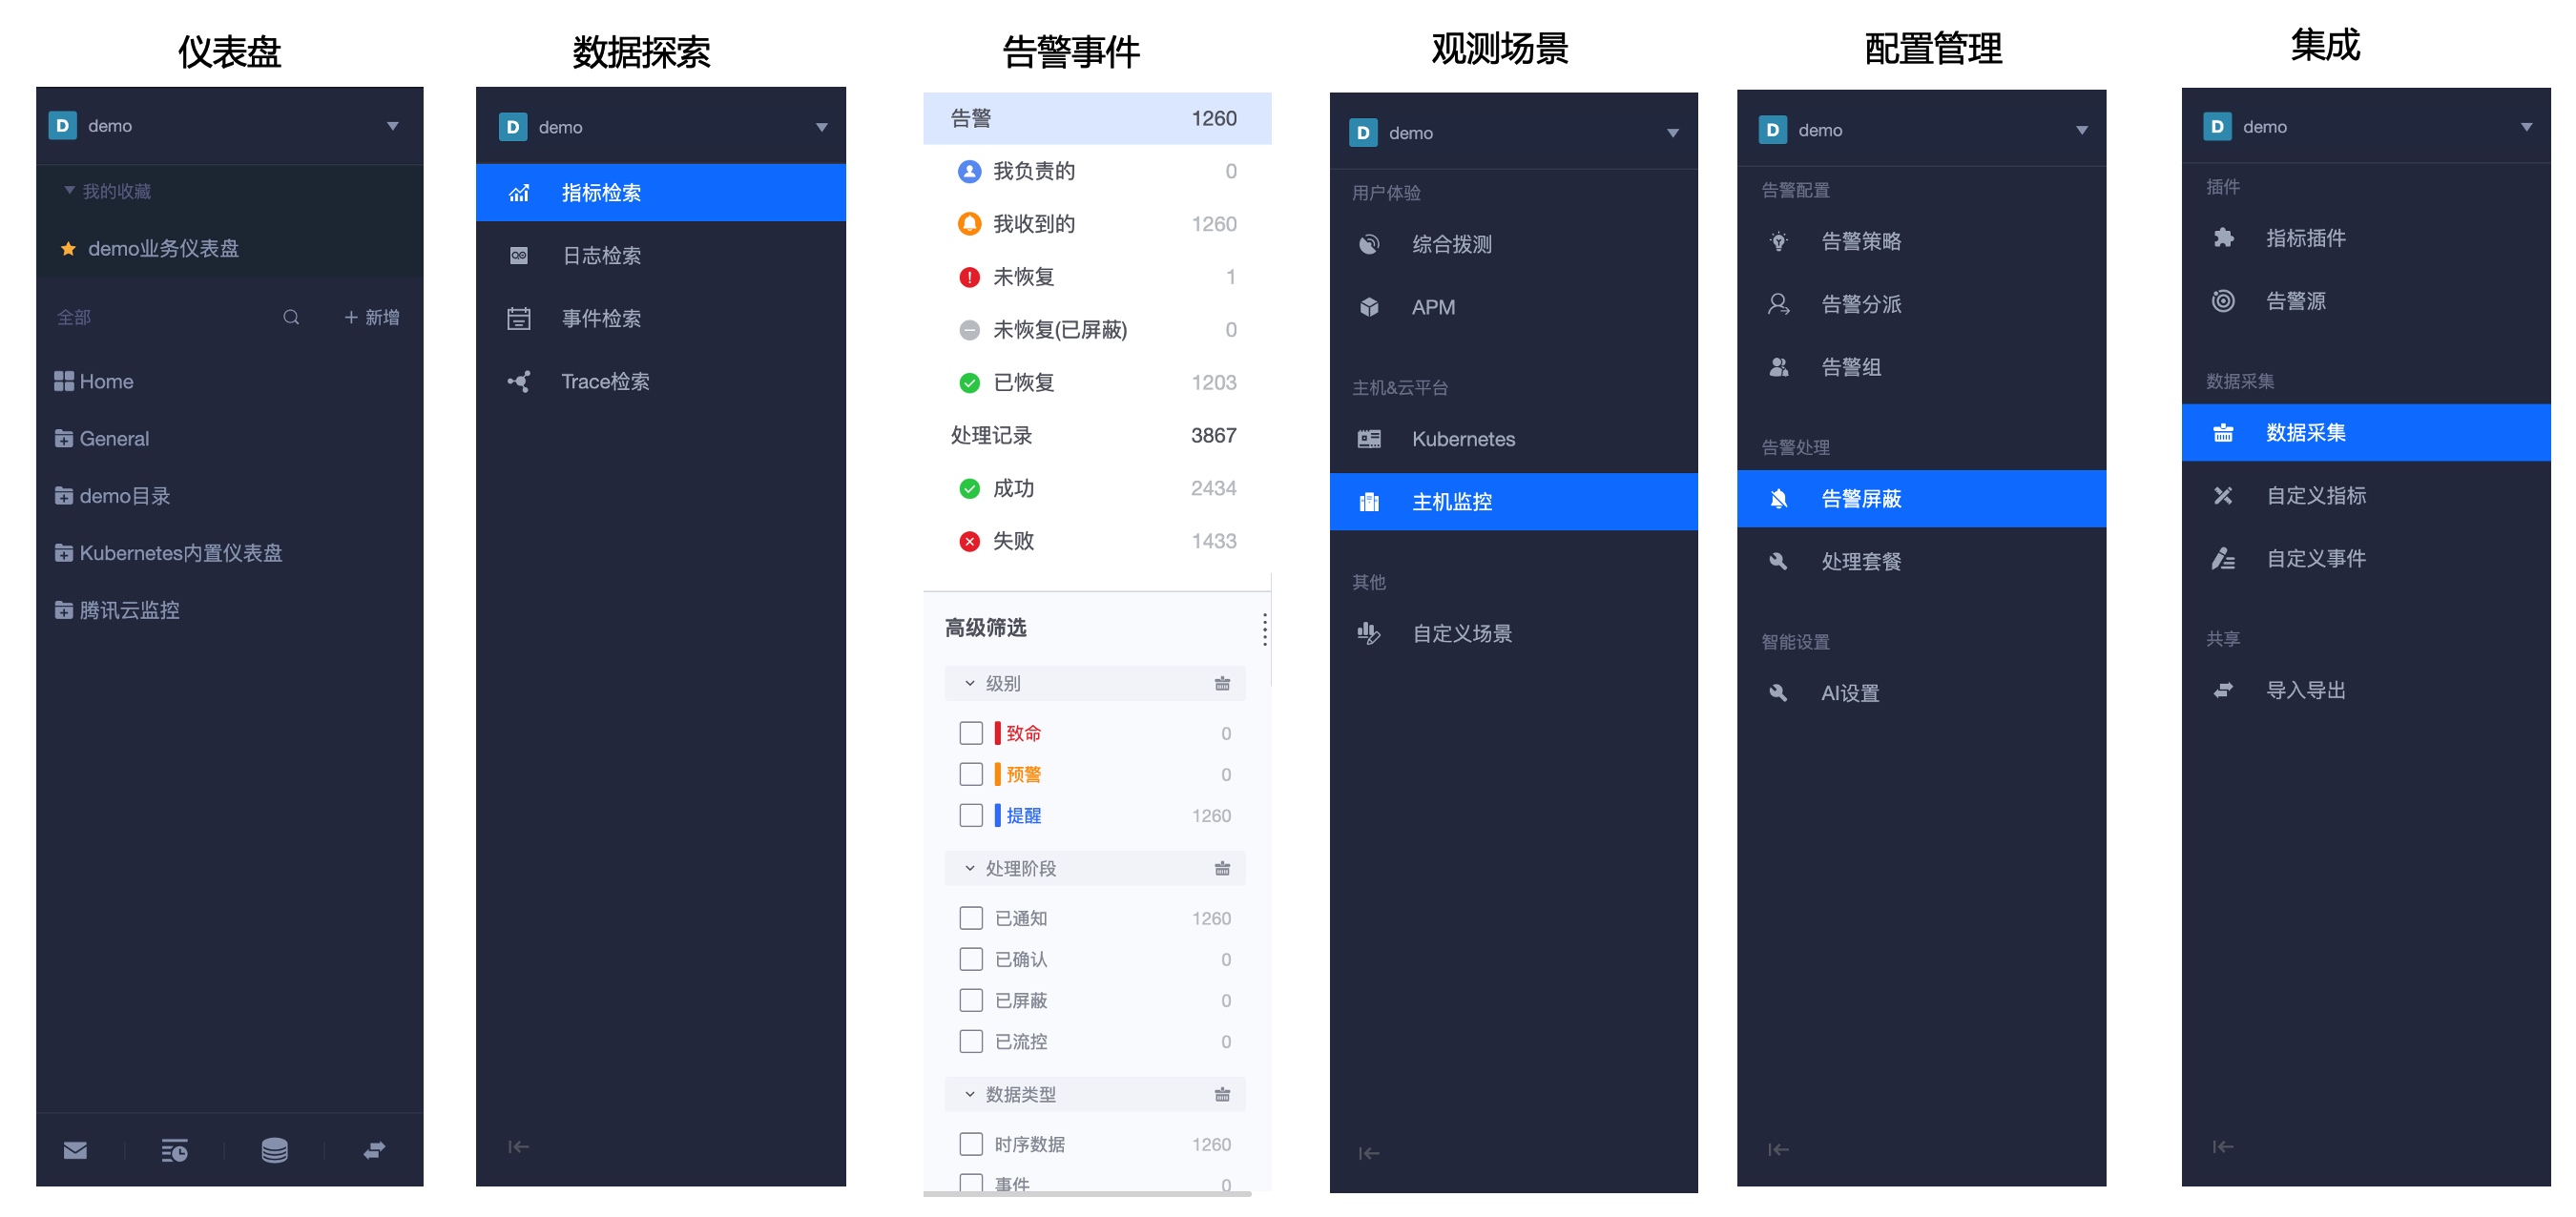 仪表盘
D demo
我的收藏
demo业务仪表盘
全部 + 新增
Home
General
demo目录
Kubernetes内置仪表盘
腾讯云监控
数据探索
D demo
指标检索
日志检索
事件检索
Trace检索
告警事件
告警 1260
我负责的 0
我收到的 1260
未恢复 1
未恢复(已屏蔽) 0
已恢复 1203
处理记录 3867
成功 2434
失败 1433
高级筛选
级别
致命 0
预警 0
提醒 1260
处理阶段
已通知 1260
已确认 0
已屏蔽 0
已流控 0
数据类型
时序数据 1260
事件 0
观测场景
D demo
用户体验
综合拨测
APM
主机&云平台
Kubernetes
主机监控
其他
自定义场景
配置管理
D demo
告警配置
告警策略
告警分派
告警组
告警处理
告警屏蔽
处理套餐
智能设置
AI设置
集成
D demo
插件
指标插件
告警源
数据采集
数据采集
自定义指标
自定义事件
共享
导入导出